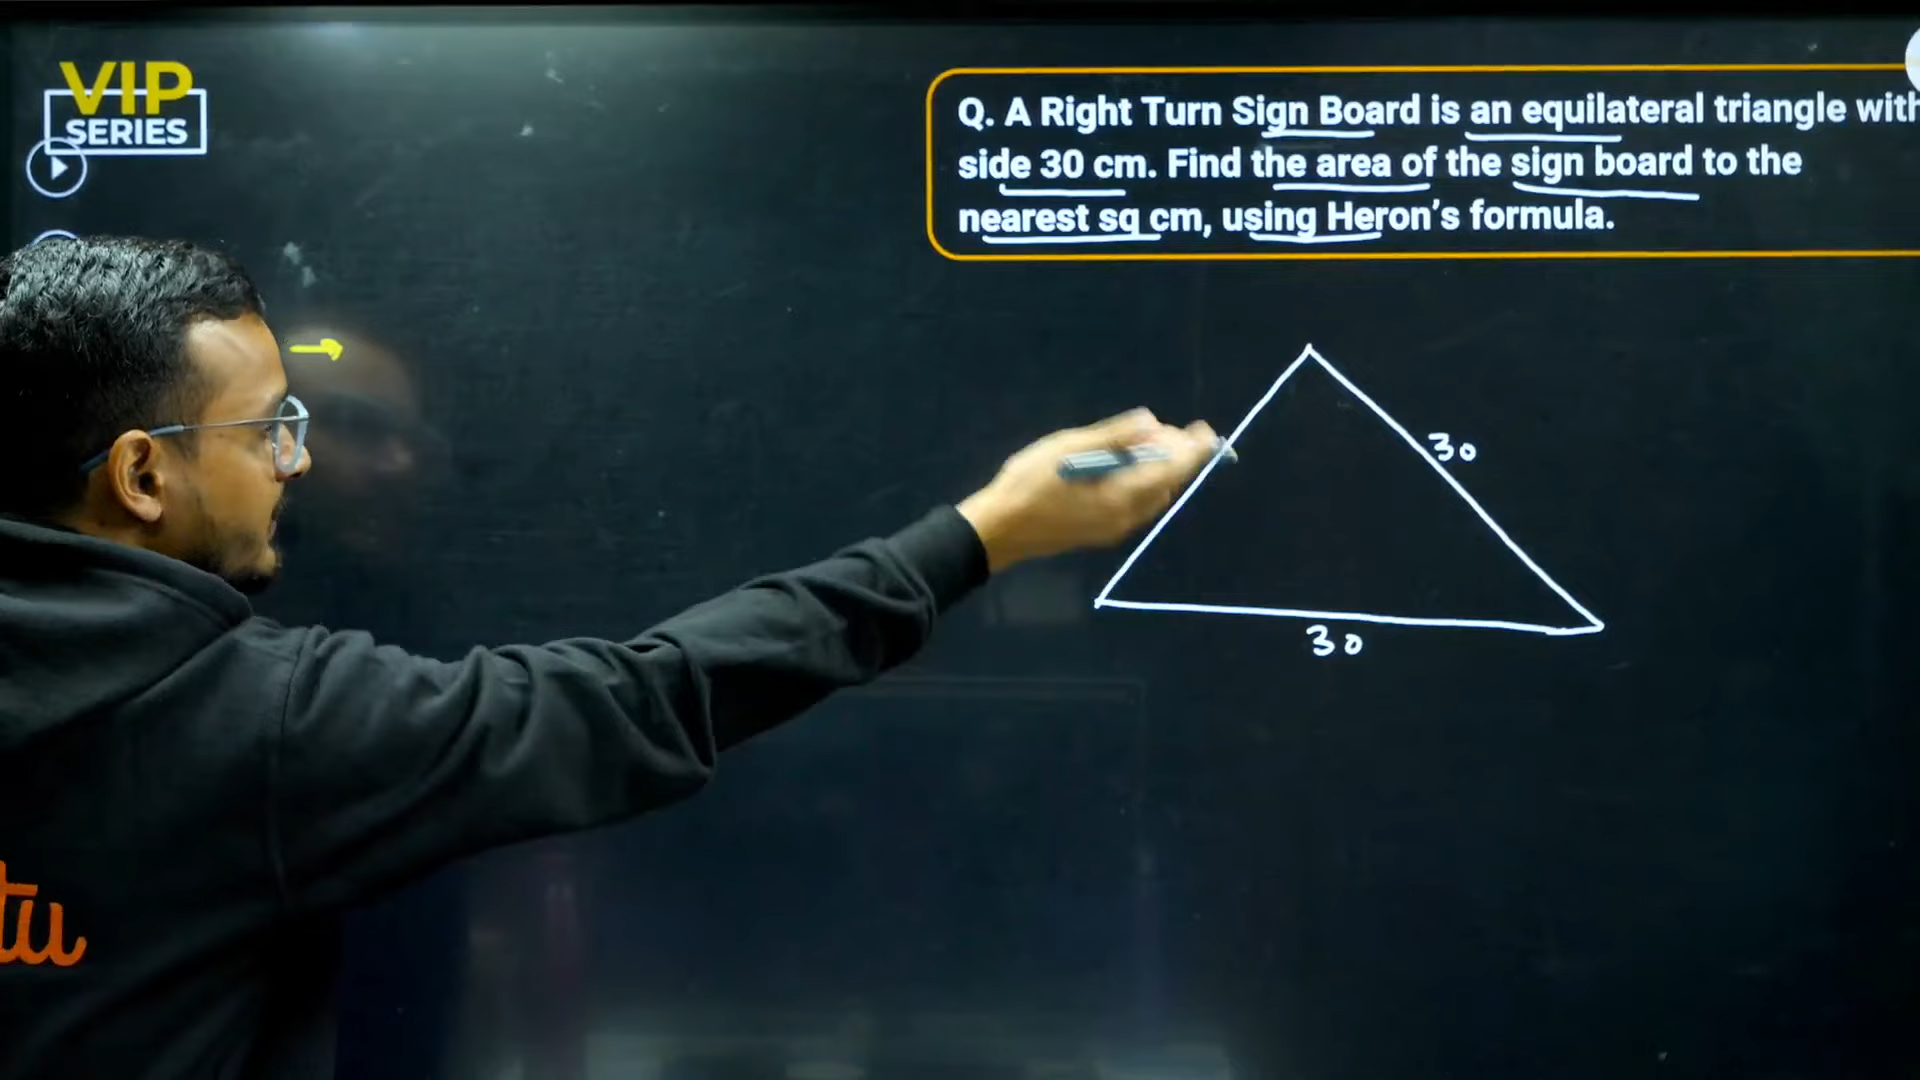 VIP
SERIES
Q. A Right Turn Sign Board is an equilateral triangle with
side 30 cm. Find the area of the sign board to the
nearest sq cm, using Heron's formula.
30
30
tu